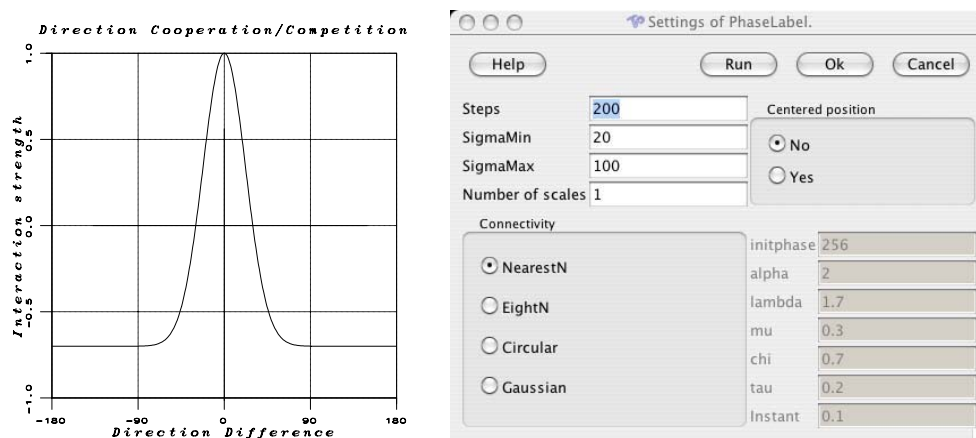 Direction Cooperation/Competition
1.0
0.5
0.0
-0.5
-1.0
Interaction strength
-180
-90
0
90
180
Direction Difference
Settings of PhaseLabel.
Help
Run
Ok
Cancel
Steps
200
SigmaMin
20
SigmaMax
100
Number of scales
1
Centered position
No
Yes
Connectivity
NearestN
EightN
Circular
Gaussian
initphase 256
alpha 2
lambda 1.7
mu 0.3
chi 0.7
tau 0.2
Instant 0.1